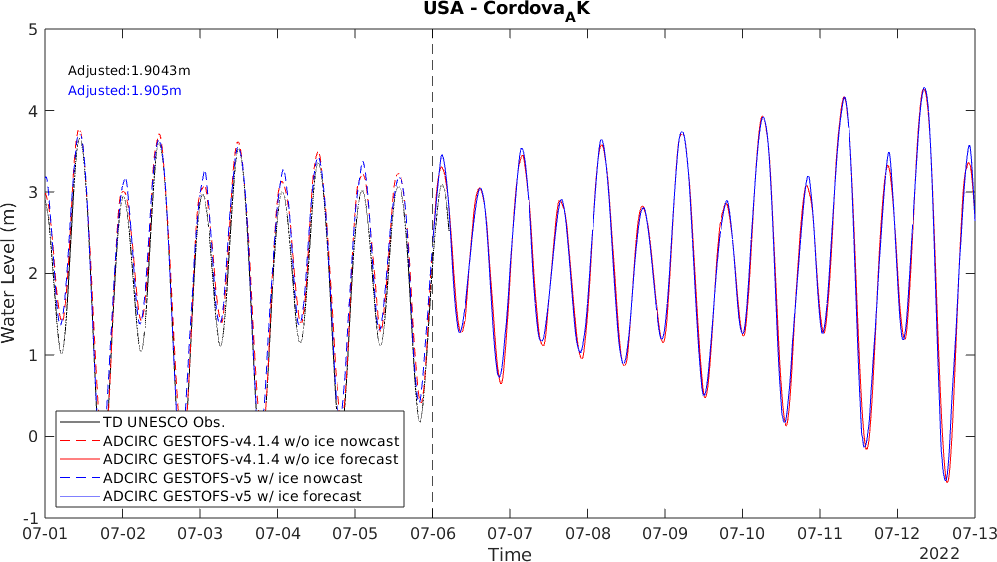 USA - Cordova_AK
Adjusted:1.9043m
Adjusted:1.905m
Water Level (m)
5
4
3
2
1
0
-1
TD UNESCO Obs.
ADCIRC GESTOFS-v4.1.4 w/o ice nowcast
ADCIRC GESTOFS-v4.1.4 w/o ice forecast
ADCIRC GESTOFS-v5 w/ ice nowcast
ADCIRC GESTOFS-v5 w/ ice forecast
07-01 07-02 07-03 07-04 07-05 07-06 07-07 07-08 07-09 07-10 07-11 07-12 07-13
Time
2022